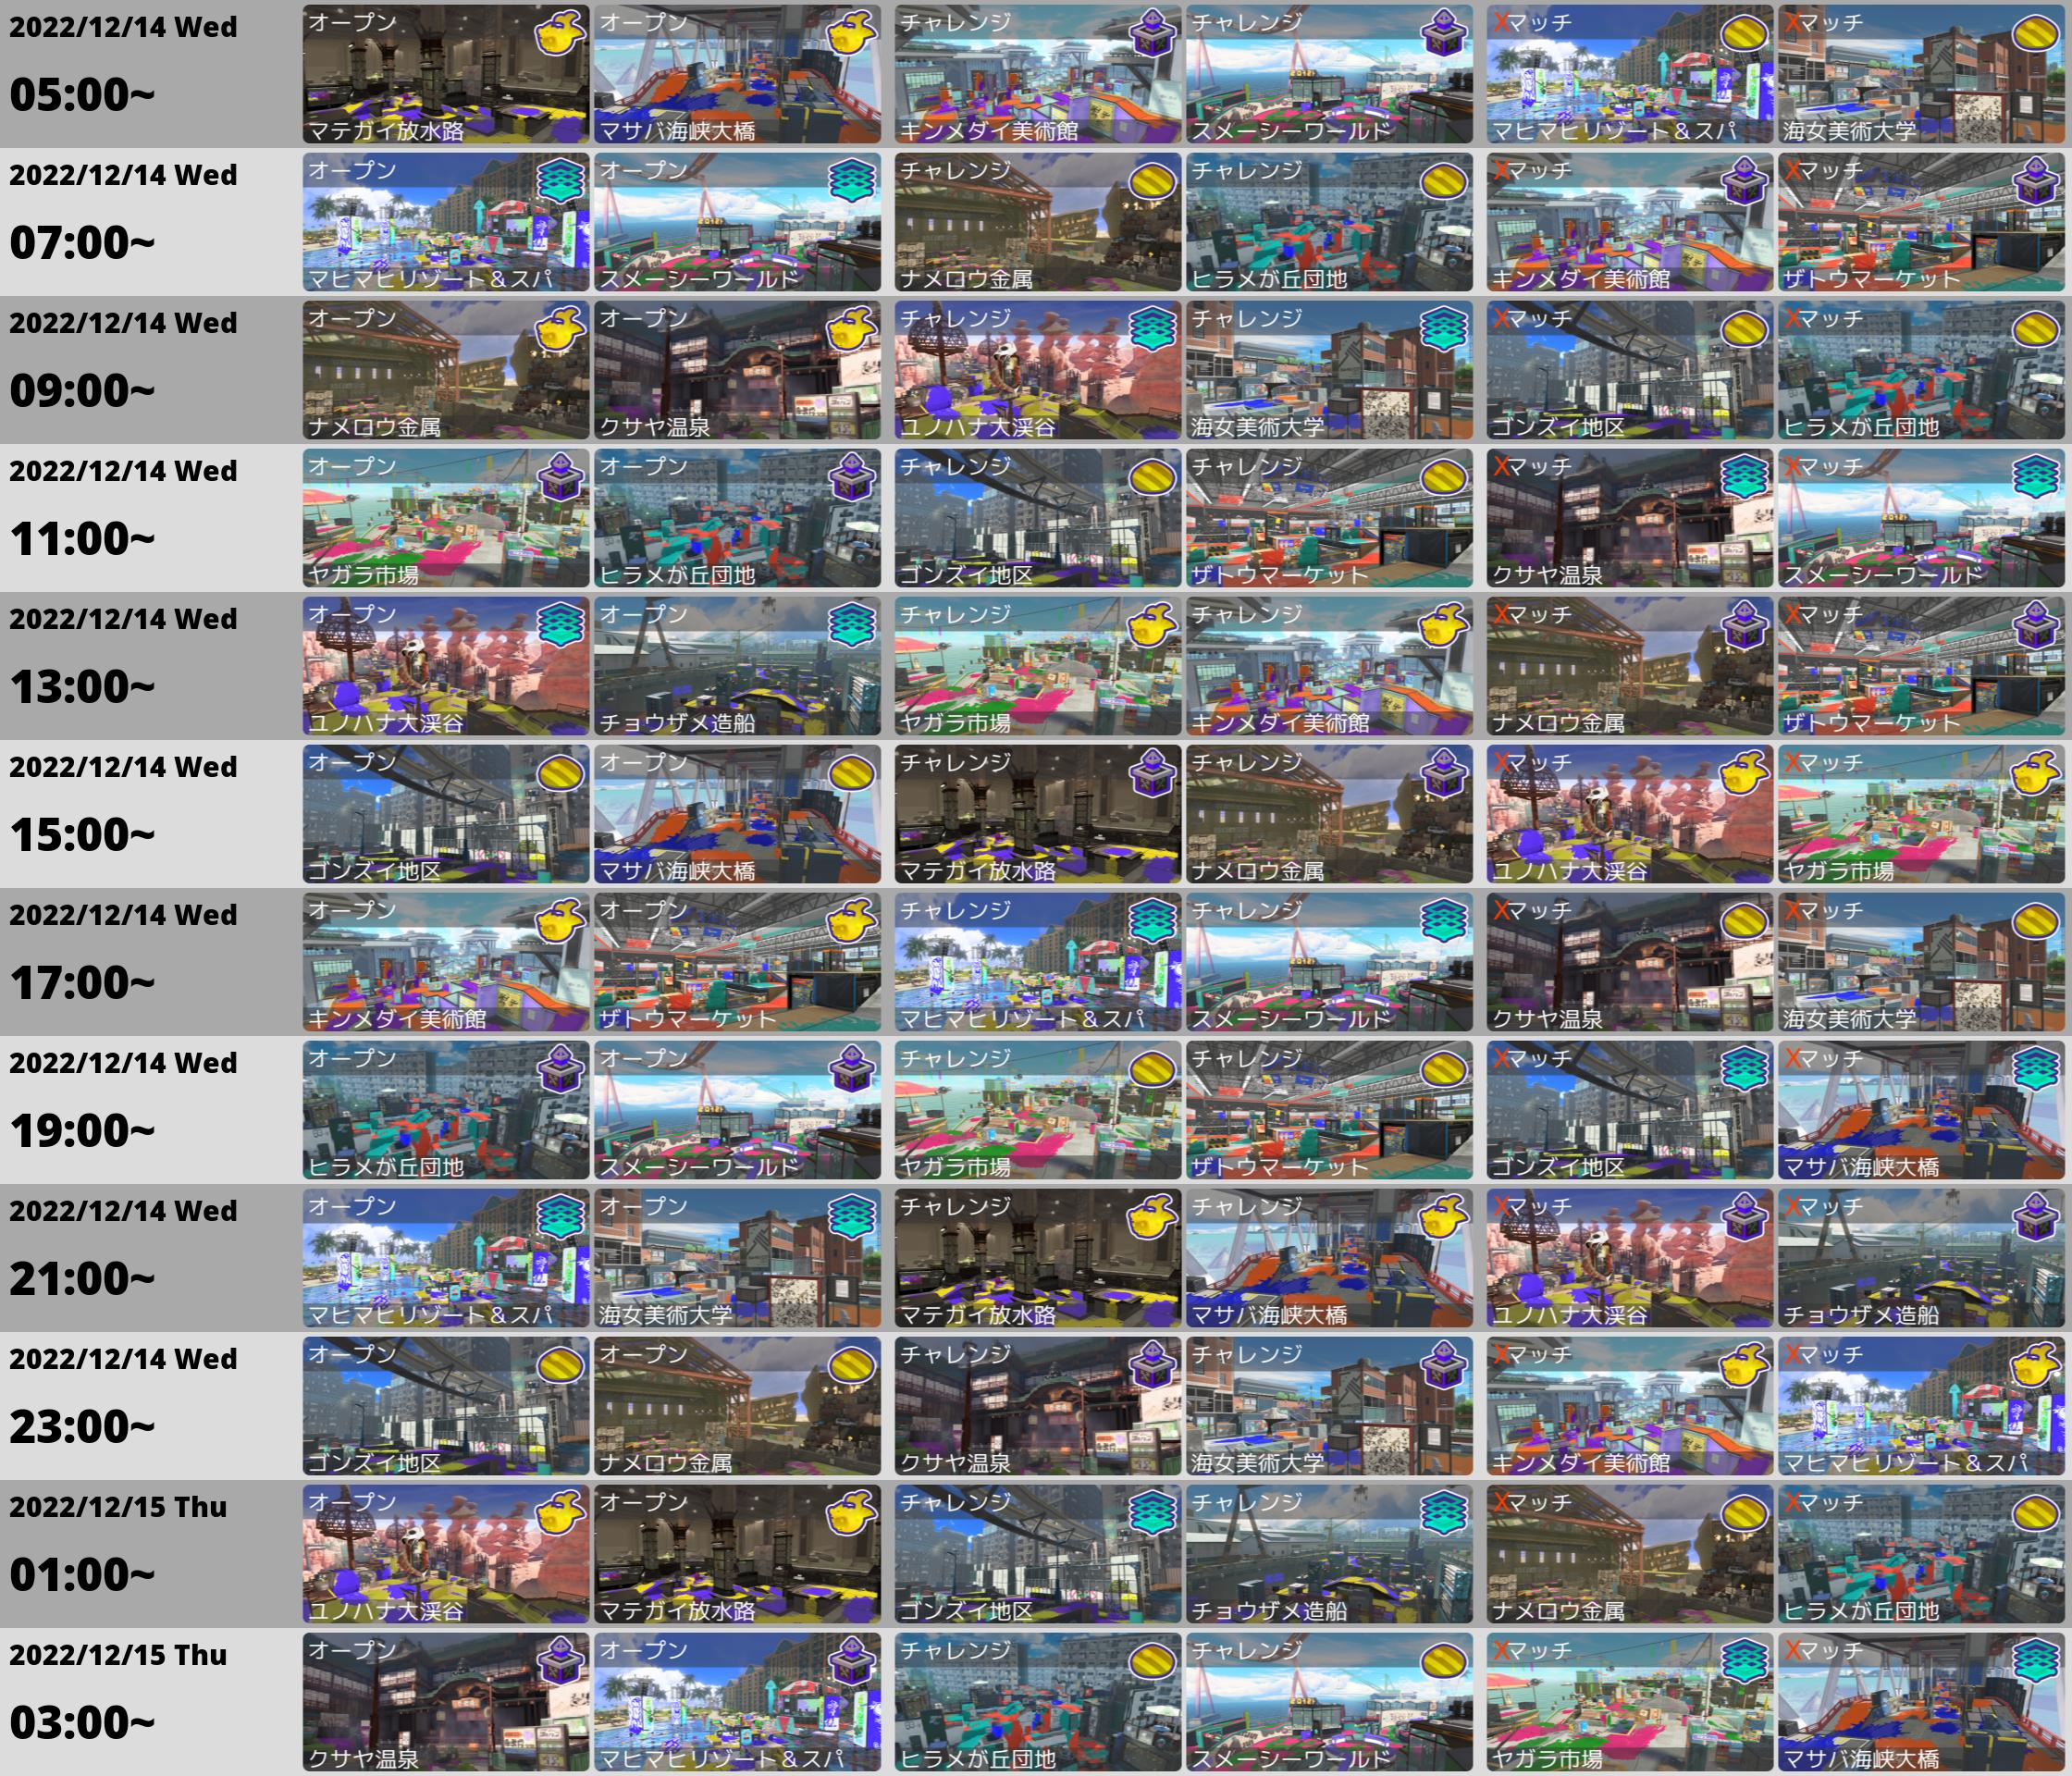 2022/12/14 Wed
05:00~
オープン オープン チャレンジ チャレンジ Xマッチ Xマッチ
マテガイ放水路 マサバ海峡大橋 キンメダイ美術館 スメーシーワールド マヒマヒリゾート＆スパ 海女美術大学
2022/12/14 Wed
07:00~
オープン オープン チャレンジ チャレンジ Xマッチ Xマッチ
マヒマヒリゾート＆スパ スメーシーワールド ナメロウ金属 ヒラメが丘団地 キンメダイ美術館 ザトウマーケット
2022/12/14 Wed
09:00~
オープン オープン チャレンジ チャレンジ Xマッチ Xマッチ
ナメロウ金属 クサヤ温泉 ユノハナ大渓谷 海女美術大学 ゴンズイ地区 ヒラメが丘団地
2022/12/14 Wed
11:00~
オープン オープン チャレンジ チャレンジ Xマッチ Xマッチ
ヤガラ市場 ヒラメが丘団地 ゴンズイ地区 ザトウマーケット クサヤ温泉 スメーシーワールド
2022/12/14 Wed
13:00~
オープン オープン チャレンジ チャレンジ Xマッチ Xマッチ
ユノハナ大渓谷 チョウザメ造船 ヤガラ市場 キンメダイ美術館 ナメロウ金属 ザトウマーケット
2022/12/14 Wed
15:00~
オープン オープン チャレンジ チャレンジ Xマッチ Xマッチ
ゴンズイ地区 マサバ海峡大橋 マテガイ放水路 ナメロウ金属 ユノハナ大渓谷 ヤガラ市場
2022/12/14 Wed
17:00~
オープン オープン チャレンジ チャレンジ Xマッチ Xマッチ
キンメダイ美術館 ザトウマーケット マヒマヒリゾート＆スパ スメーシーワールド クサヤ温泉 海女美術大学
2022/12/14 Wed
19:00~
オープン オープン チャレンジ チャレンジ Xマッチ Xマッチ
ヒラメが丘団地 スメーシーワールド ヤガラ市場 ザトウマーケット ゴンズイ地区 マサバ海峡大橋
2022/12/14 Wed
21:00~
オープン オープン チャレンジ チャレンジ Xマッチ Xマッチ
マヒマヒリゾート＆スパ 海女美術大学 マテガイ放水路 マサバ海峡大橋 ユノハナ大渓谷 チョウザメ造船
2022/12/14 Wed
23:00~
オープン オープン チャレンジ チャレンジ Xマッチ Xマッチ
ゴンズイ地区 ナメロウ金属 クサヤ温泉 海女美術大学 キンメダイ美術館 マヒマヒリゾート＆スパ
2022/12/15 Thu
01:00~
オープン オープン チャレンジ チャレンジ Xマッチ Xマッチ
ユノハナ大渓谷 マテガイ放水路 ゴンズイ地区 チョウザメ造船 ナメロウ金属 ヒラメが丘団地
2022/12/15 Thu
03:00~
オープン オープン チャレンジ チャレンジ Xマッチ Xマッチ
クサヤ温泉 マヒマヒリゾート＆スパ ヒラメが丘団地 スメーシーワールド ヤガラ市場 マサバ海峡大橋